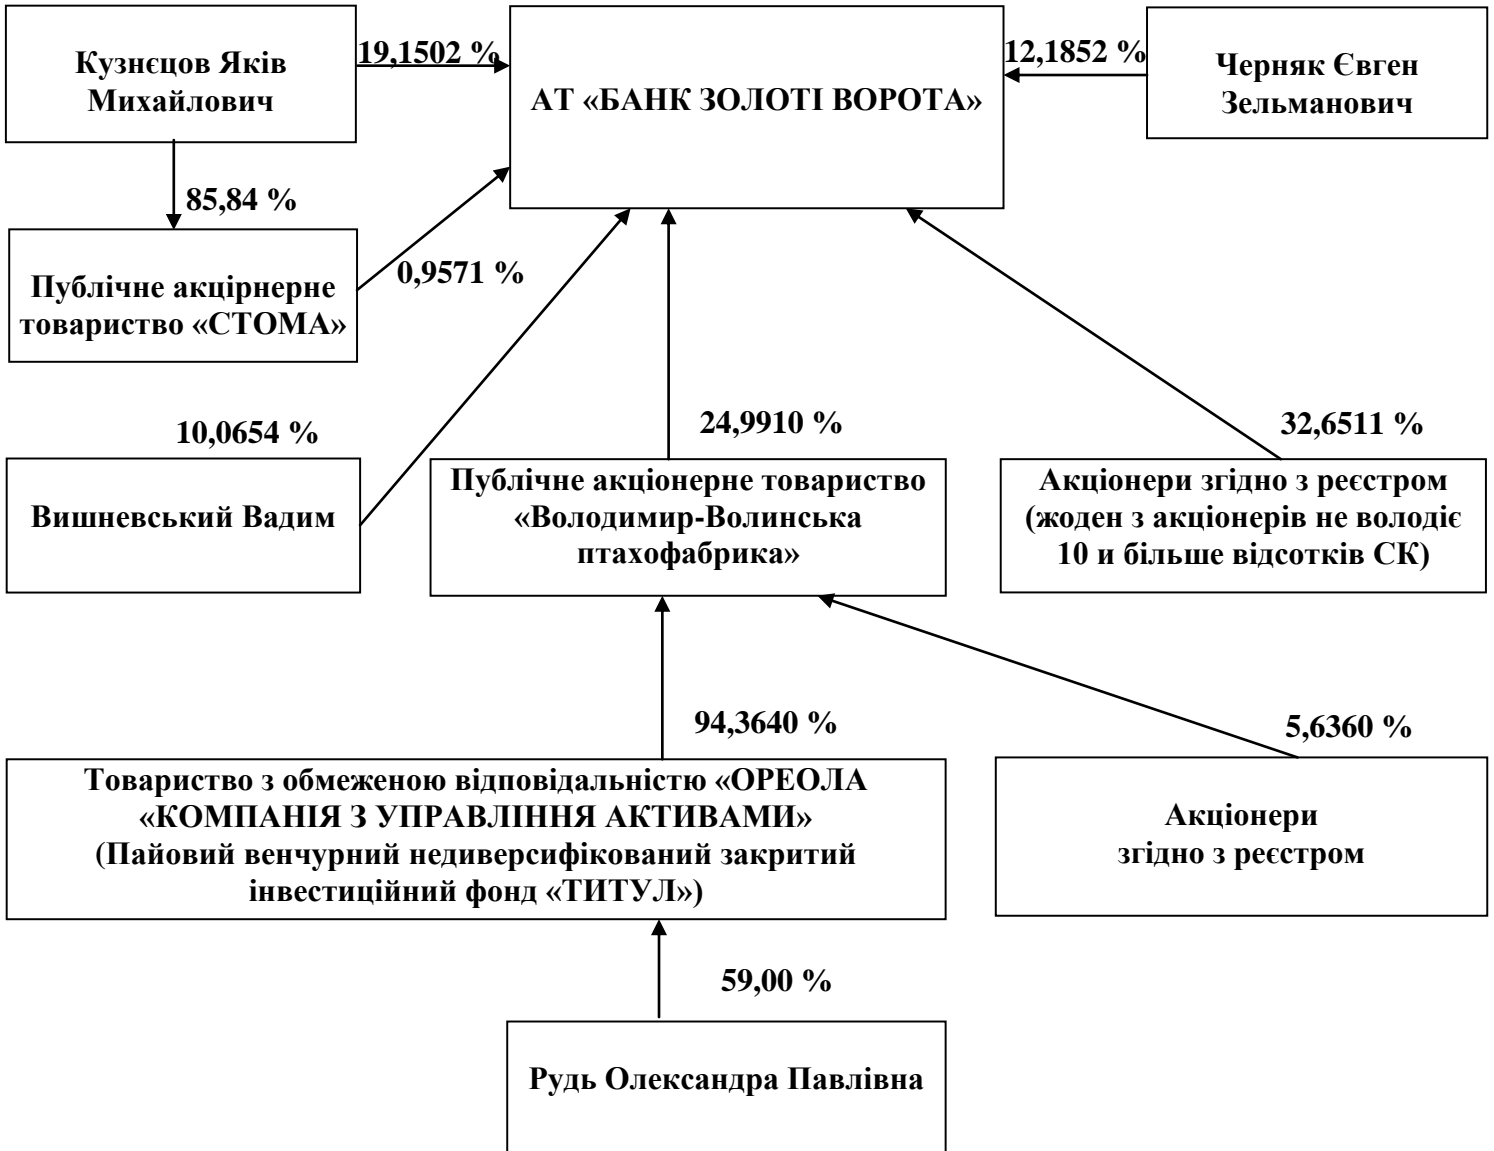 Кузнєцов Яків
Михайлович
19,1502 %
АТ «БАНК ЗОЛОТІ ВОРОТА»
12,1852 %
Черняк Євген
Зельманович
85,84 %
Публічне акцірнерне
товариство «СТОМА»
0,9571 %
10,0654 %
Вишневський Вадим
24,9910 %
Публічне акціонерне товариство
«Володимир-Волинська
птахофабрика»
32,6511 %
Акціонери згідно з реєстром
(жоден з акціонерів не володіє
10 и більше відсотків СК)
94,3640 %
5,6360 %
Товариство з обмеженою відповідальністю «ОРЕОЛА
«КОМПАНІЯ З УПРАВЛІННЯ АКТИВАМИ»
(Пайовий венчурний недиверсифікований закритий
інвестиційний фонд «ТИТУЛ»)
Акціонери
згідно з реєстром
59,00 %
Рудь Олександра Павлівна